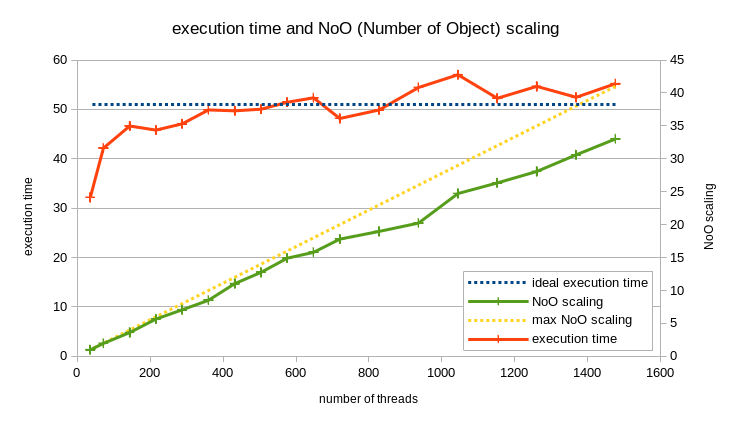 execution time and NoO (Number of Object) scaling
60
50
40
30
20
10
0
execution time
45
40
35
30
25
20
15
10
5
0
NoO scaling
ideal execution time
NoO scaling
max NoO scaling
execution time
0 200 400 600 800 1000 1200 1400 1600
number of threads